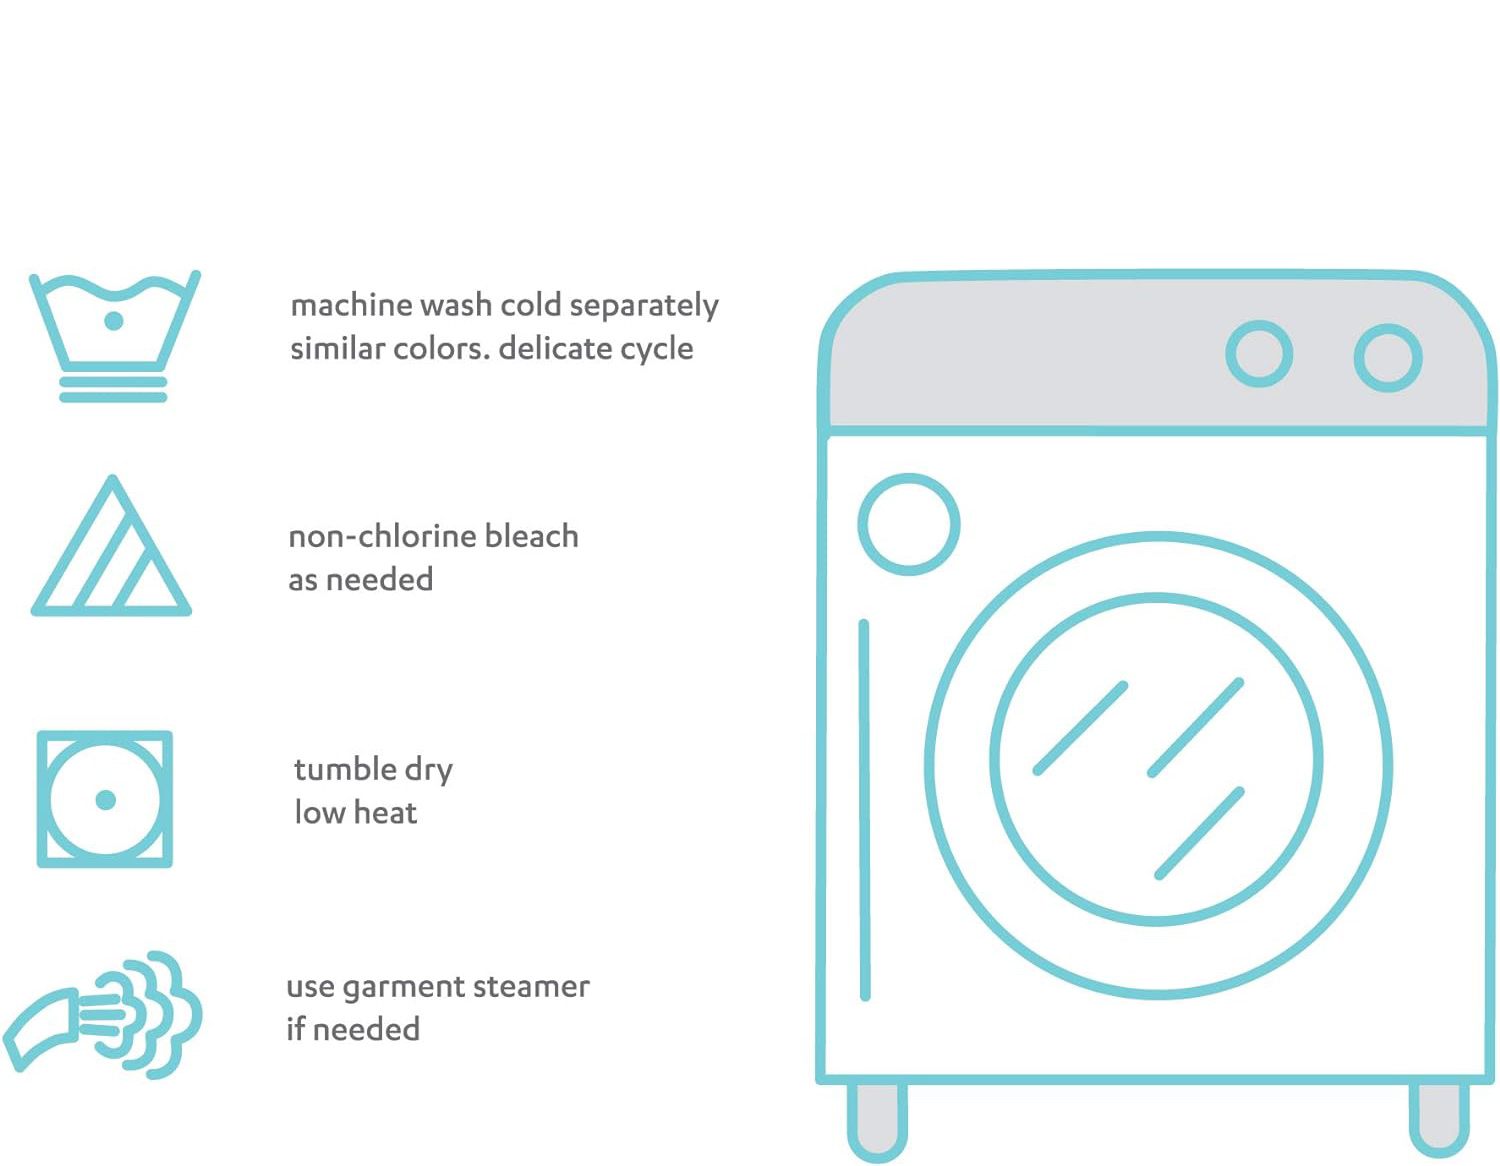 machine wash cold separately
similar colors. delicate cycle
non-chlorine bleach
as needed
tumble dry
low heat
use garment steamer
if needed